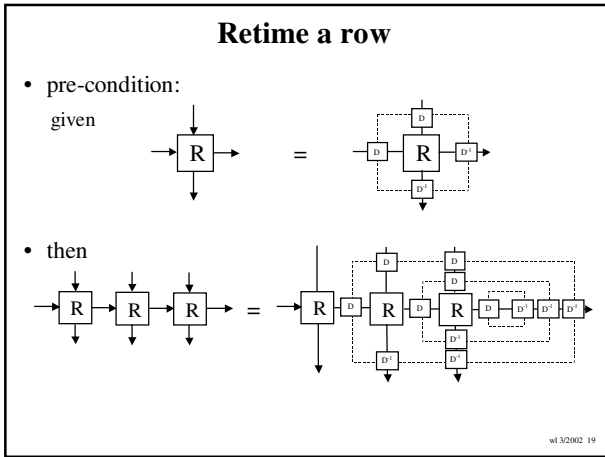 Retime a row
• pre-condition:
given
D
R = D R D⁻¹
D⁻¹
• then
D D
D
R R R = R D R D R D D⁻¹ D⁻¹ D⁻¹
D⁻¹
D⁻¹ D⁻¹
wl 3/2002 19